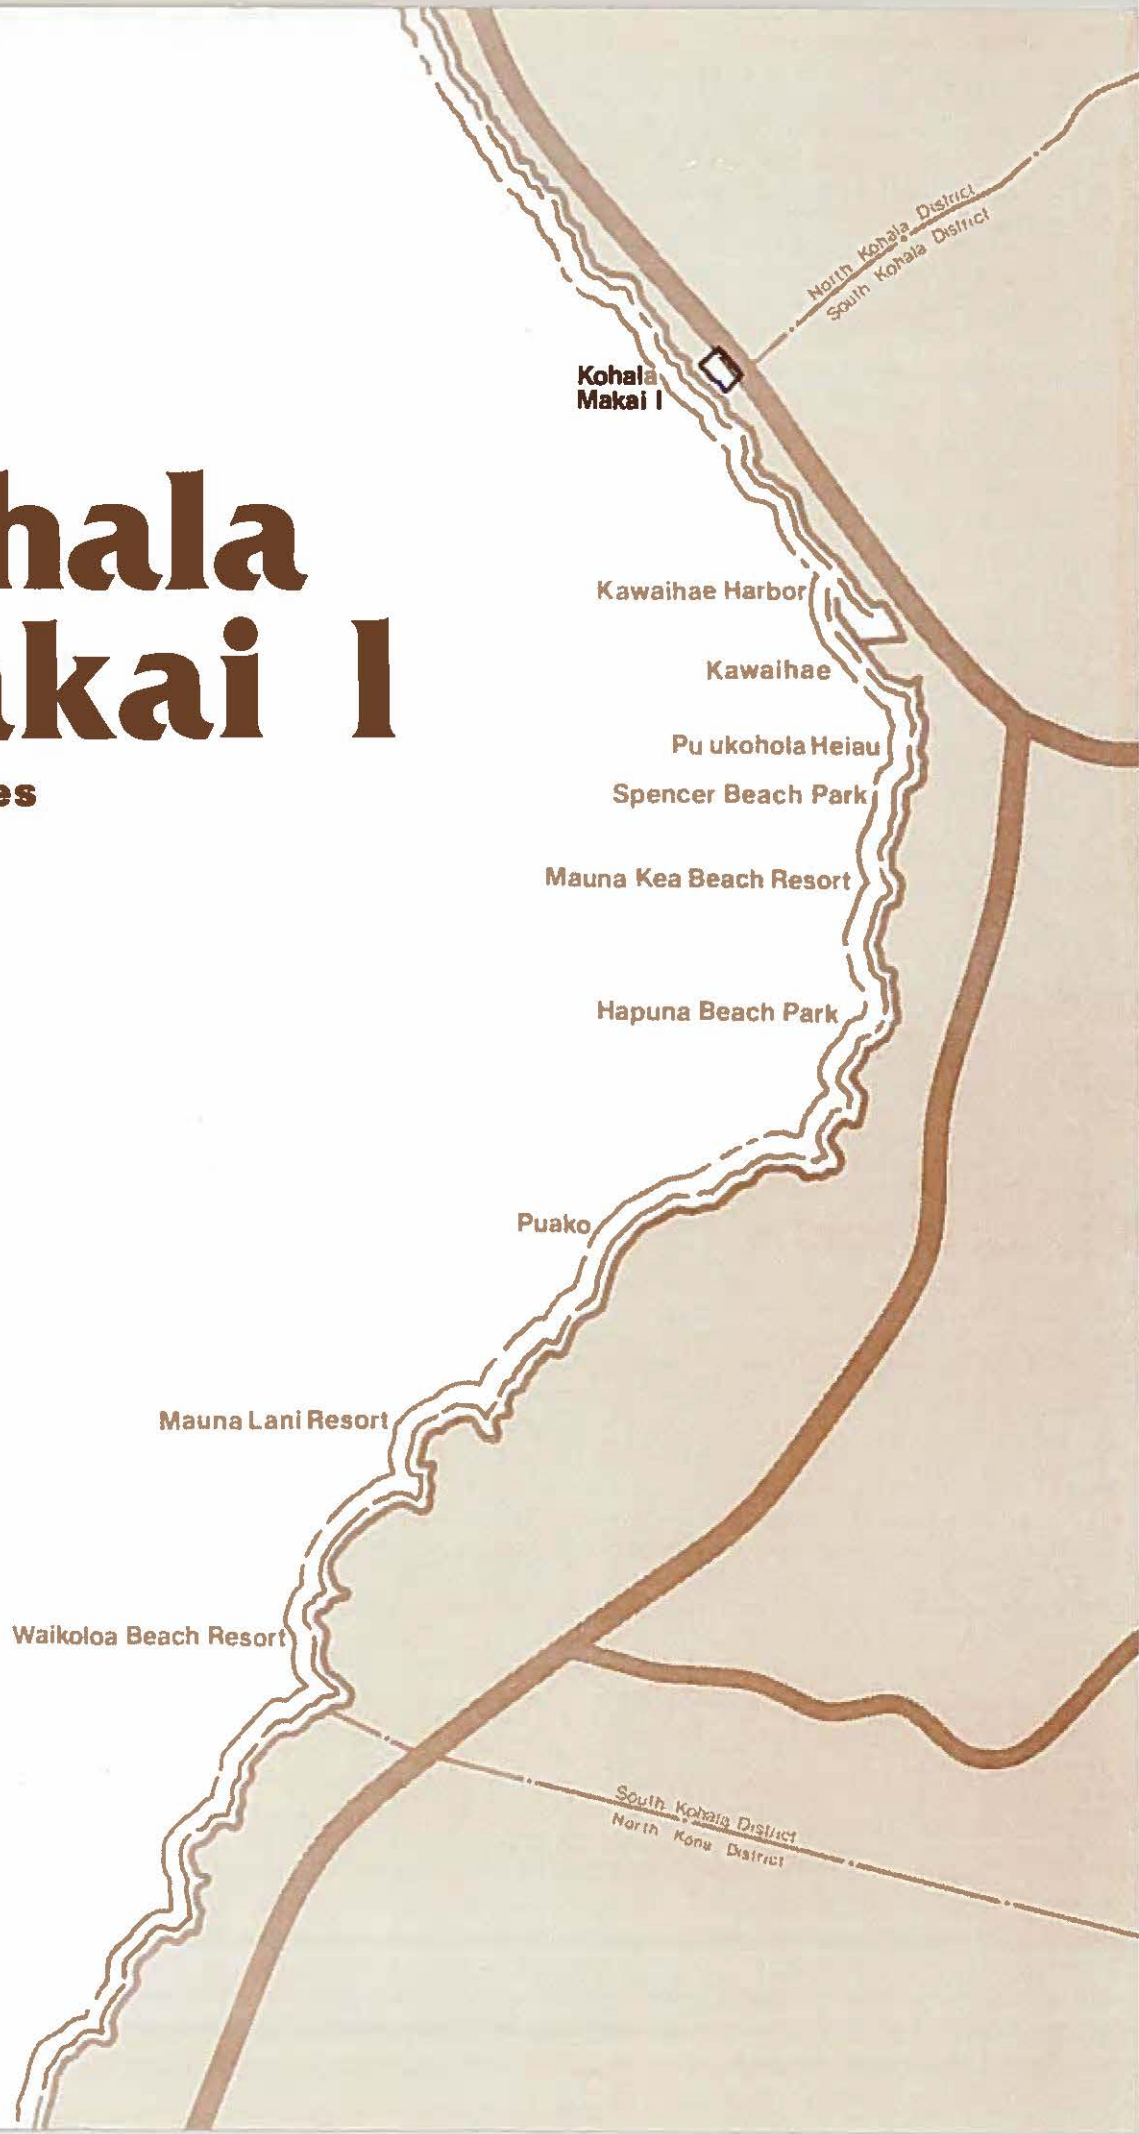 North Kohala District
South Kohala District
Kohala
Makai I
hala
akai I
es
Kawaihae Harbor
Kawaihae
Pu ukohola Heiau
Spencer Beach Park
Mauna Kea Beach Resort
Hapuna Beach Park
Puako
Mauna Lani Resort
Waikoloa Beach Resort
South Kohala District
North Kona District